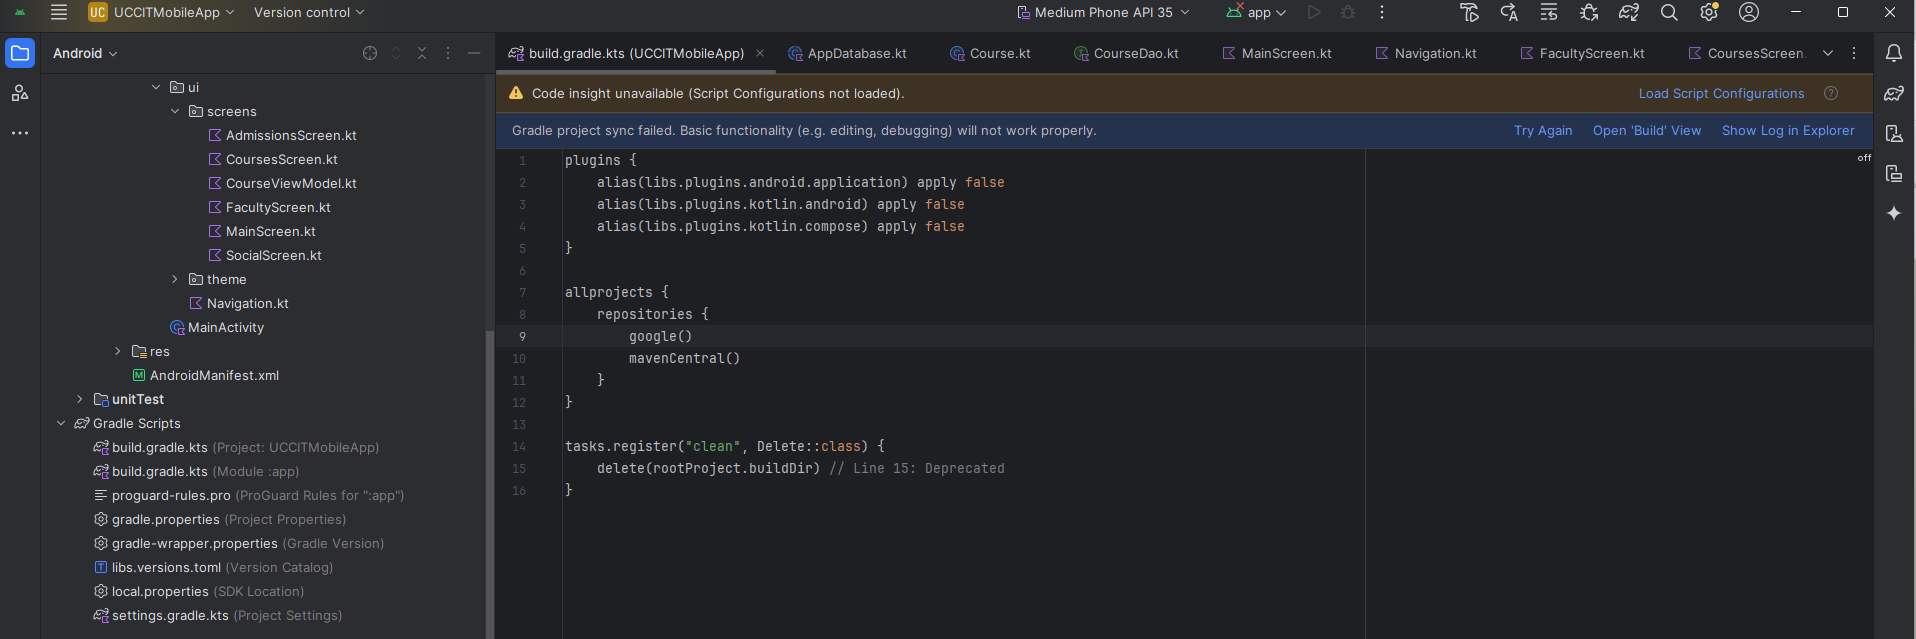 UC UCCITMobileApp Version control Medium Phone API 35 app
Android
build.gradle.kts (UCCITMobileApp) AppDatabase.kt Course.kt CourseDao.kt MainScreen.kt Navigation.kt FacultyScreen.kt CoursesScreen.
ui
screens
AdmissionsScreen.kt
CoursesScreen.kt
CourseViewModel.kt
FacultyScreen.kt
MainScreen.kt
SocialScreen.kt
theme
Navigation.kt
MainActivity
res
AndroidManifest.xml
unitTest
Gradle Scripts
build.gradle.kts (Project: UCCITMobileApp)
build.gradle.kts (Module :app)
proguard-rules.pro (ProGuard Rules for ":app")
gradle.properties (Project Properties)
gradle-wrapper.properties (Gradle Version)
libs.versions.toml (Version Catalog)
local.properties (SDK Location)
settings.gradle.kts (Project Settings)
Code insight unavailable (Script Configurations not loaded). Load Script Configurations
Gradle project sync failed. Basic functionality (e.g. editing, debugging) will not work properly. Try Again Open 'Build' View Show Log in Explorer
off
1 plugins {
2 alias(libs.plugins.android.application) apply false
3 alias(libs.plugins.kotlin.android) apply false
4 alias(libs.plugins.kotlin.compose) apply false
5 }
6
7 allprojects {
8 repositories {
9 google()
10 mavenCentral()
11 }
12 }
13
14 tasks.register("clean", Delete::class) {
15 delete(rootProject.buildDir) // Line 15: Deprecated
16 }